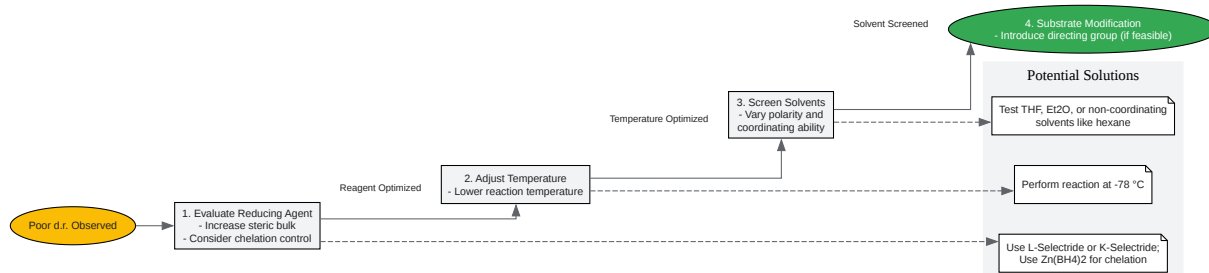 Poor d.r. Observed
1. Evaluate Reducing Agent
- Increase steric bulk
- Consider chelation control
Reagent Optimized
2. Adjust Temperature
- Lower reaction temperature
Temperature Optimized
3. Screen Solvents
- Vary polarity and
coordinating ability
Solvent Screened
4. Substrate Modification
- Introduce directing group (if feasible)
Potential Solutions
Test THF, Et2O, or non-coordinating
solvents like hexane
Perform reaction at -78 °C
Use L-Selectride or K-Selectride;
Use Zn(BH4)2 for chelation